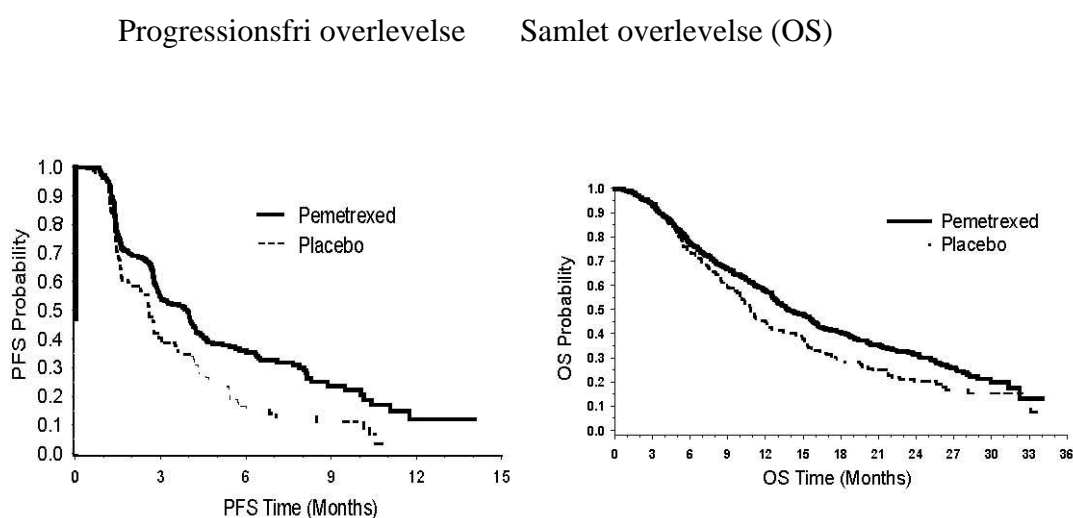 Progressionsfri overlevelse Samlet overlevelse (OS)
PFS Probability
1.0
0.9
0.8
0.7
0.6
0.5
0.4
0.3
0.2
0.1
0.0
Pemetrexed
Placebo
0 3 6 9 12 15
PFS Time (Months)
OS Probability
1.0
0.9
0.8
0.7
0.6
0.5
0.4
0.3
0.2
0.1
0.0
Pemetrexed
Placebo
0 3 6 9 12 15 18 21 24 27 30 33 36
OS Time (Months)